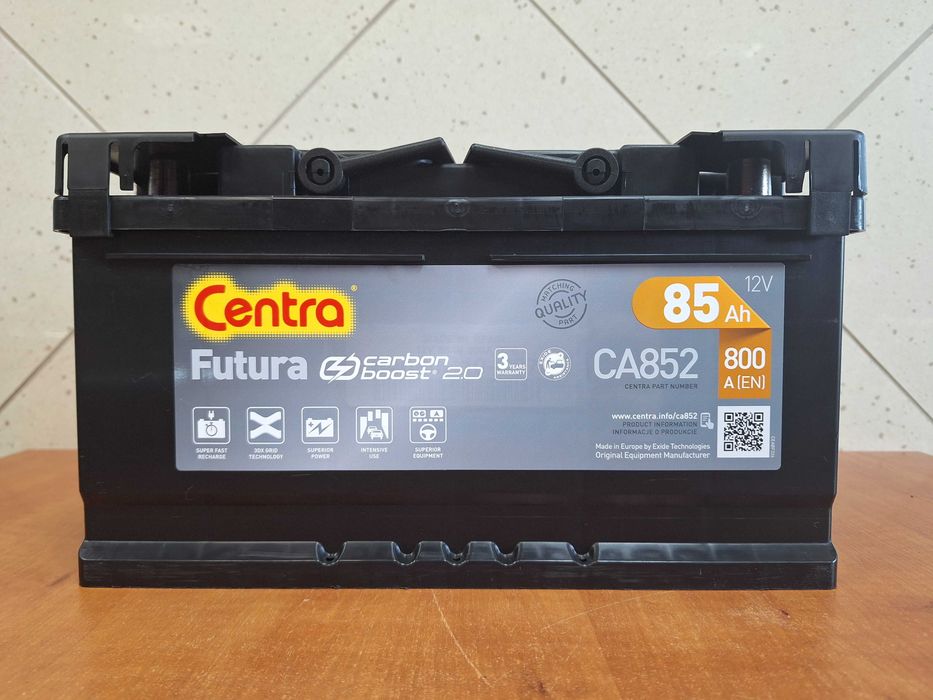 Centra®
MATCHING
QUALITY
PART
85 Ah
12V
Futura
carbon
boost® 2.0
3 YEARS
WARRANTY
EXIDE
CA852
CENTRA PART NUMBER
800
A (EN)
www.centra.info/ca852
PRODUCT INFORMATION
INFORMACJE O PRODUKCIE
SUPER FAST
RECHARGE
3DX GRID
TECHNOLOGY
SUPERIOR
POWER
INTENSIVE
USE
SUPERIOR
EQUIPMENT
Made in Europe by Exide Technologies
Original Equipment Manufacturer